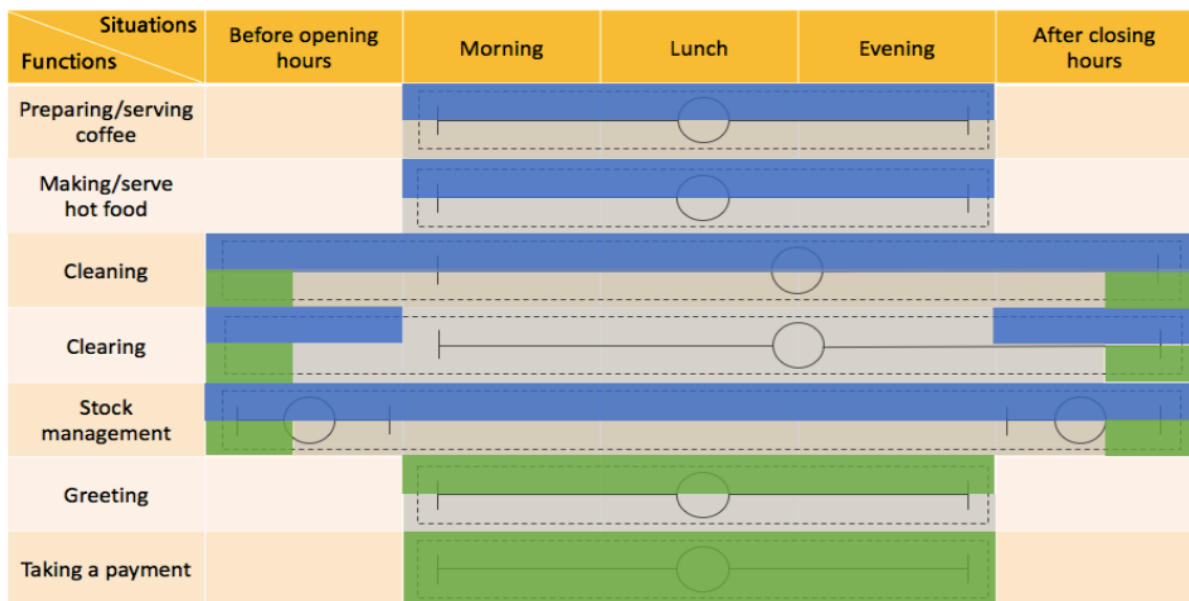 Situations
Functions
Before opening
hours
Morning
Lunch
Evening
After closing
hours
Preparing/serving
coffee
Making/serve
hot food
Cleaning
Clearing
Stock
management
Greeting
Taking a payment